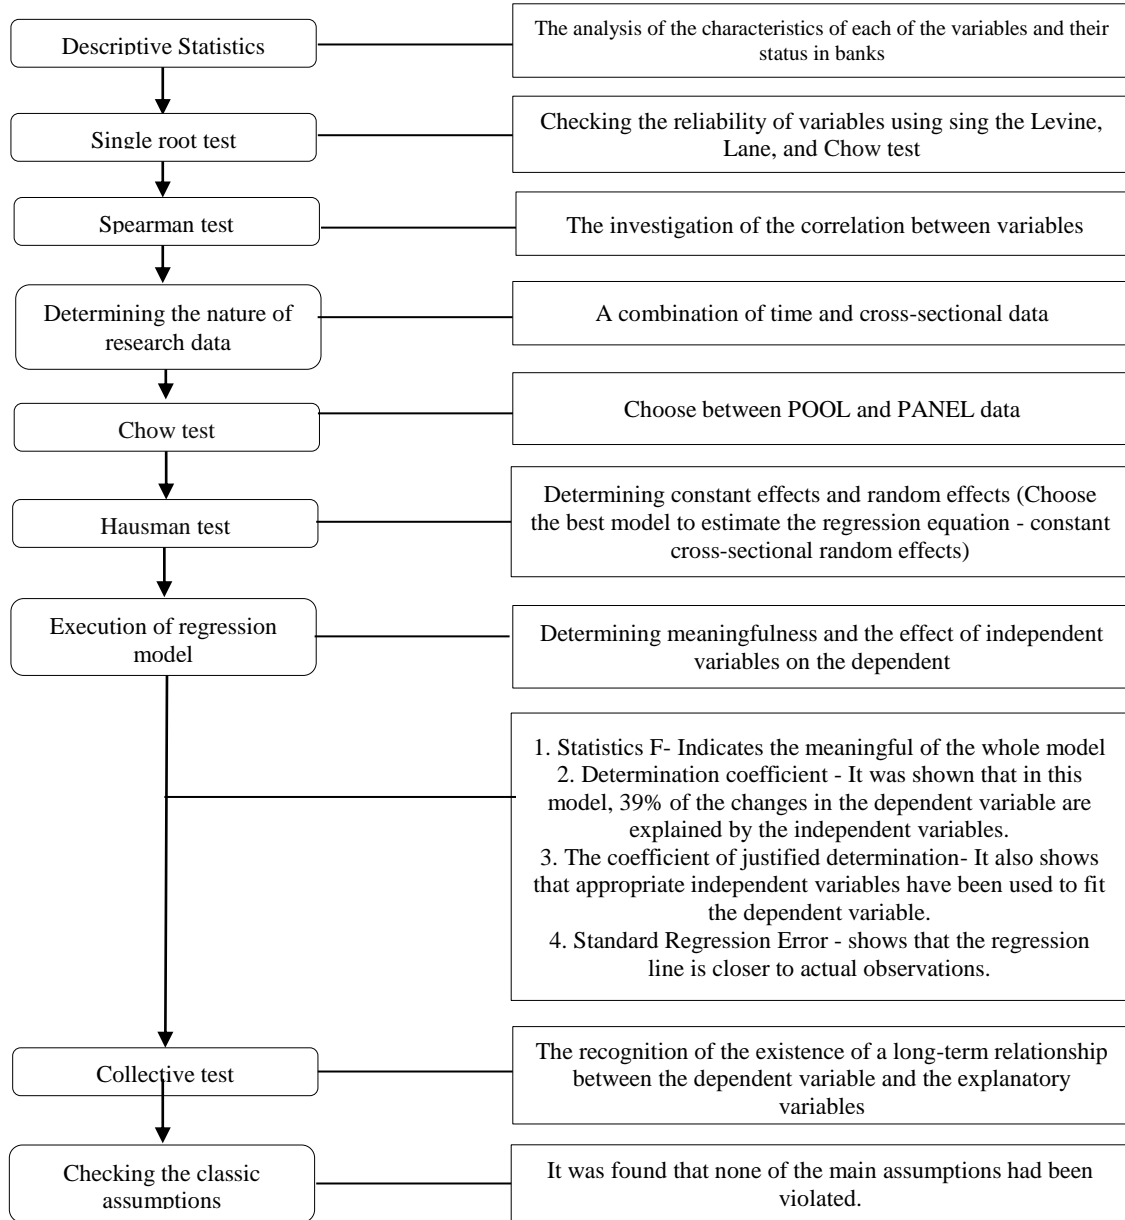 Descriptive Statistics
The analysis of the characteristics of each of the variables and their
status in banks
Single root test
Checking the reliability of variables using sing the Levine,
Lane, and Chow test
Spearman test
The investigation of the correlation between variables
Determining the nature of
research data
A combination of time and cross-sectional data
Chow test
Choose between POOL and PANEL data
Hausman test
Determining constant effects and random effects (Choose
the best model to estimate the regression equation - constant
cross-sectional random effects)
Execution of regression
model
Determining meaningfulness and the effect of independent
variables on the dependent
1. Statistics F- Indicates the meaningful of the whole model
2. Determination coefficient - It was shown that in this
model, 39% of the changes in the dependent variable are
explained by the independent variables.
3. The coefficient of justified determination- It also shows
that appropriate independent variables have been used to fit
the dependent variable.
4. Standard Regression Error - shows that the regression
line is closer to actual observations.
Collective test
The recognition of the existence of a long-term relationship
between the dependent variable and the explanatory
variables
Checking the classic
assumptions
It was found that none of the main assumptions had been
violated.